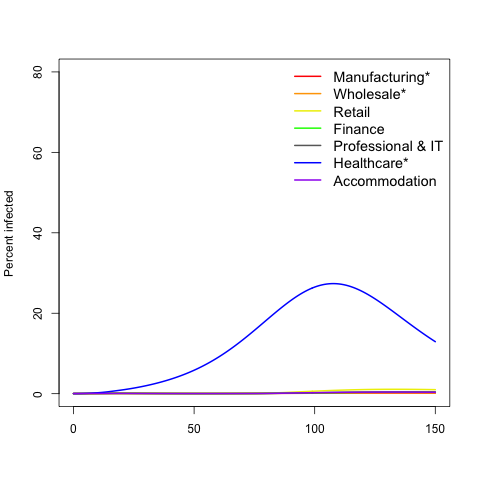 Percent infected
80
60
40
20
0
Manufacturing*
Wholesale*
Retail
Finance
Professional & IT
Healthcare*
Accommodation
0 50 100 150